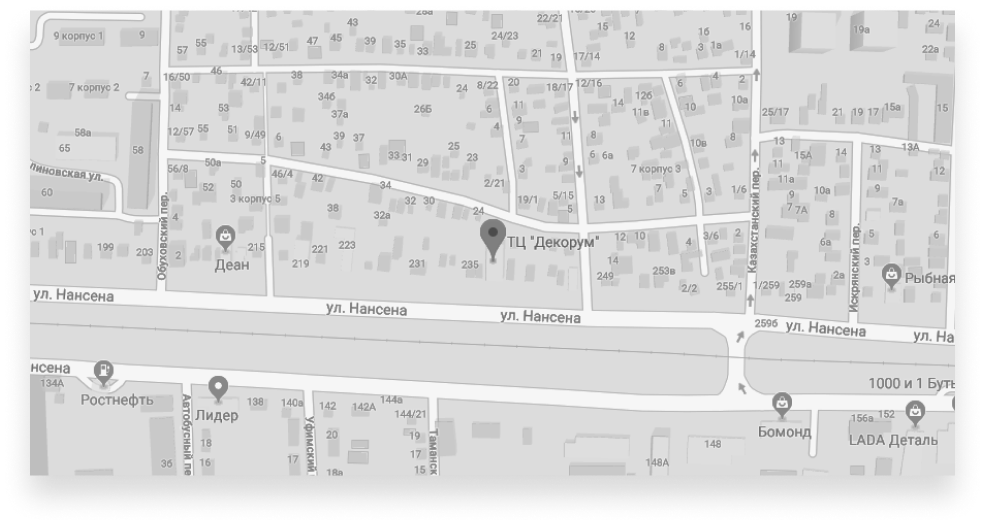 43
26а
22/21
18/20
19
16
24
9 корпус 1
9
57
55
13/53
12/51
47
45
39
35
33
25
24/23
21
19
17/14
15
12
8
3
1а
16
1/14
19а
22а
7
16/50
46
42/11
38
34а
32
30А
24
8/22
20
18/17
12/16
6
4
2
2
7 корпус 2
14
53
34б
37а
26Б
6
11
14
12б
11в
10
10а
25/17
21
19
17
15а
15
58а
65
58
12/57
55
51
9/49
6
39
37
43
33
31
29
25
23
4
9
7
11
9
11
10в
8
13
15А
13
13А
линовская ул.
60
56/8
50а
52
50
3 корпус 5
5
46/4
42
34
32
30
32а
2/21
3
19/1
5/15
5
6
6а
7 корпус 3
7
5
3
1/6
13
11
11а
9
7
7А
10а
8
11
9
7а
12
38
24
4
2
Обуховский пер.
199
203
Деан
215
219
221
223
231
235
ТЦ "Декорум"
14
249
12
10
253в
4
3/6
2/2
255/1
Казахстанский пер.
1/259
259а
259
6а
2а
Искрянский пер.
5
3
2
6
Рыбная
ул. Нансена
ул. Нансена
ул. Нансена
259б
ул. Нансена
ул. На
нсена
134А
Ростнефть
Лидер
138
140а
142
142А
144а
144/21
Автобусный пе
Уфимский
Таманск
18
16
36
20
17
18а
19
17
15
1000 и 1 Буть
Бомонд
156а
152
LADA Деталь
148
148А